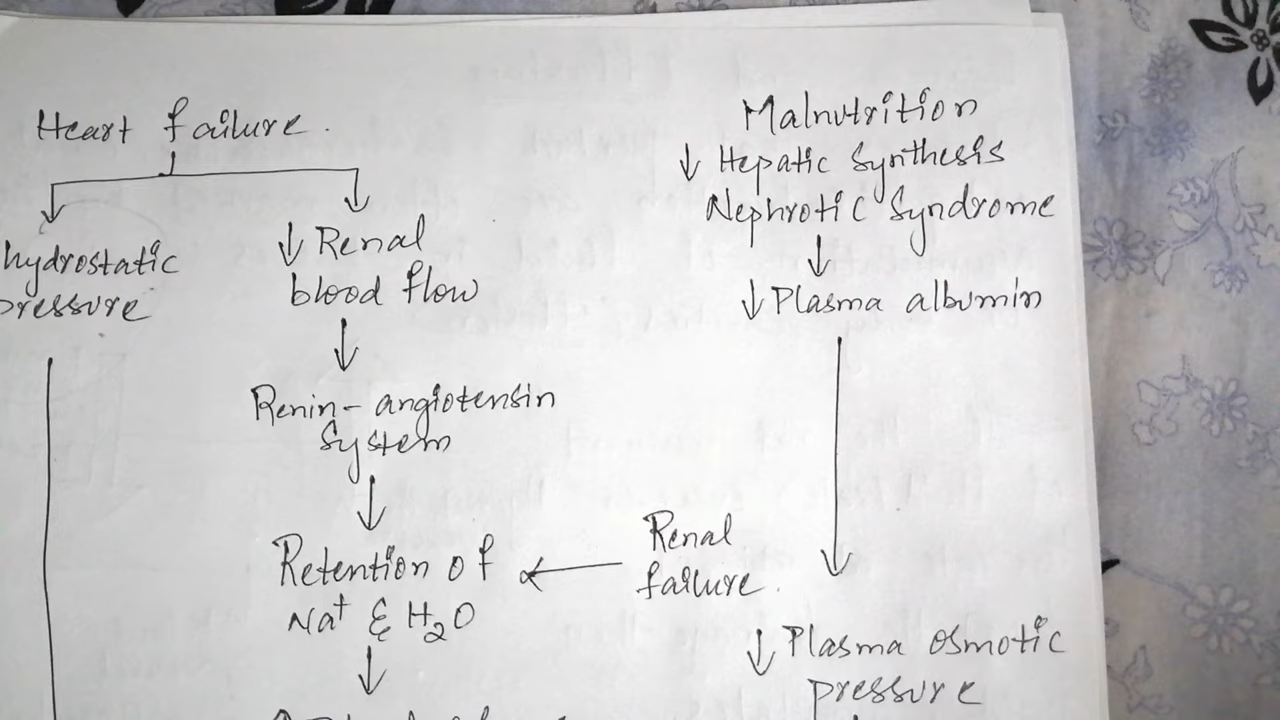 Heart failure.
hydrostatic
pressure
↓ Renal
blood flow
Renin-angiotensin
System
Retention of
Na⁺ & H₂O
Renal
failure.
Malnutrition
↓ Hepatic Synthesis
Nephrotic Syndrome
↓ Plasma albumin
↓ Plasma osmotic
pressure